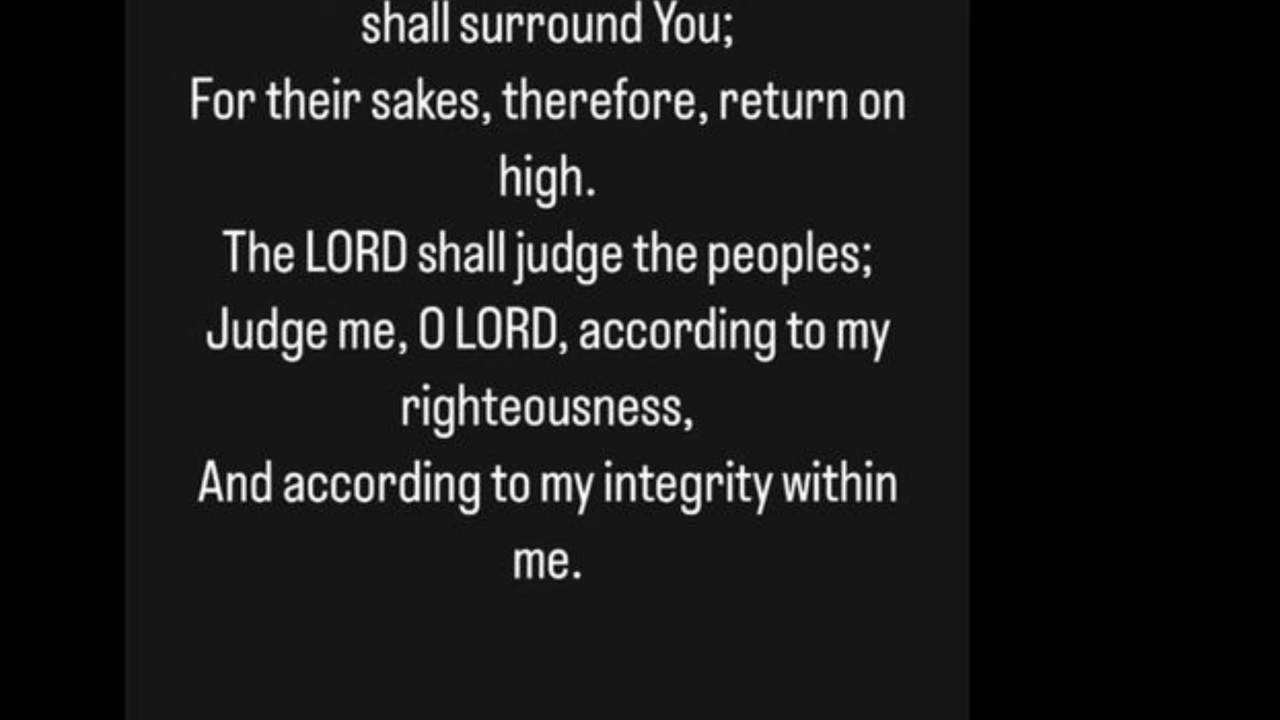 shall surround You;
For their sakes, therefore, return on
high.
The LORD shall judge the peoples;
Judge me, O LORD, according to my
righteousness,
And according to my integrity within
me.